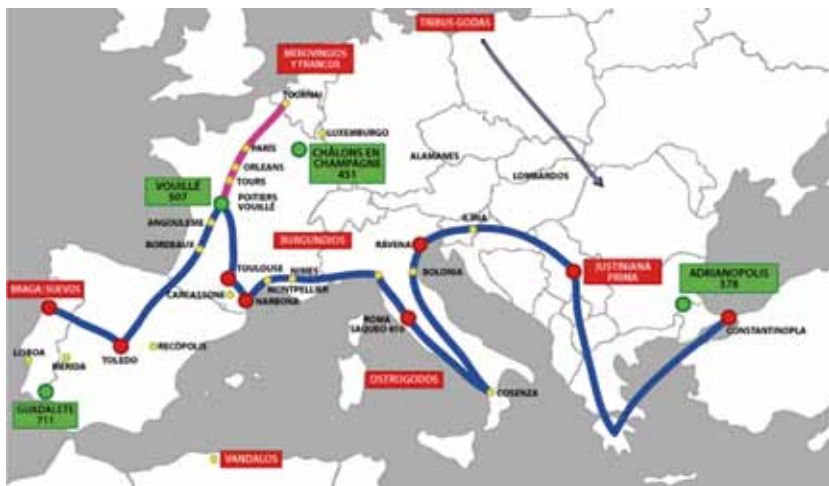 TRIBUS GODAS
MEROVINGIOS
Y FRANCOS
TOURNAI
LUXEMBURGO
PARIS
CHÂLONS EN
CHAMPAGNE
451
ORLEANS
ALAMANES
TOURS
LOMBARDOS
VOUILLÉ
507
POITIERS
VOUILLÉ
ANGOULEME
ILIRIA
BURGUNDIOS
RAVENA
BORDEAUX
TOULOUSE
NIMES
BOLONIA
JUSTINIANA
PRIMA
ADRIANOPOLIS
378
BRAGA/SUEVOS
CARCASSONE
MONTPELLIER
NARBONA
ROMA
SAQUEO 410
CONSTANTINOPLA
RECÓPOLIS
LISBOA
MÉRIDA
TOLEDO
OSTROGODOS
COSENZA
GUADALETE
711
VANDALOS